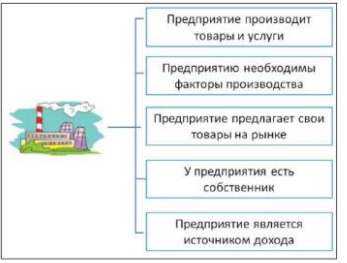 Предприятие производит
товары и услуги
Предприятию необходимы
факторы производства
Предприятие предлагает свои
товары на рынке
У предприятия есть
собственник
Предприятие является
источником дохода